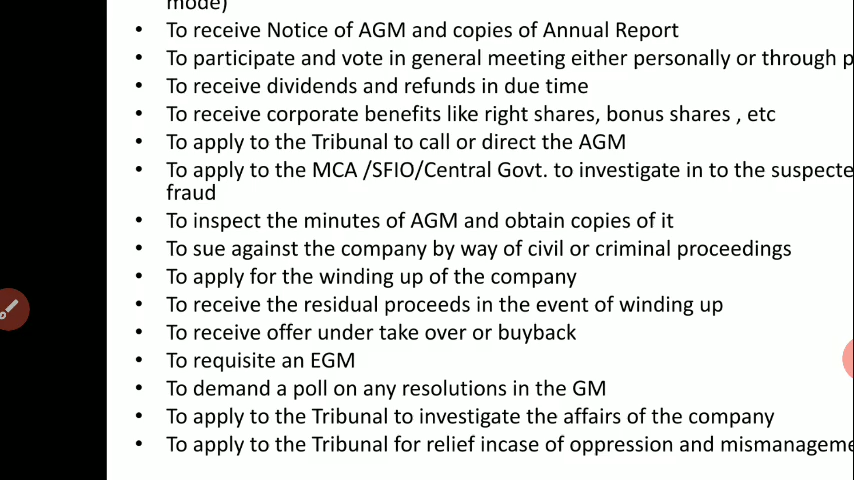 mode)
• To receive Notice of AGM and copies of Annual Report
• To participate and vote in general meeting either personally or through
• To receive dividends and refunds in due time
• To receive corporate benefits like right shares, bonus shares , etc
• To apply to the Tribunal to call or direct the AGM
• To apply to the MCA /SFIO/Central Govt. to investigate in to the suspecte
fraud
• To inspect the minutes of AGM and obtain copies of it
• To sue against the company by way of civil or criminal proceedings
• To apply for the winding up of the company
• To receive the residual proceeds in the event of winding up
• To receive offer under take over or buyback
• To requisite an EGM
• To demand a poll on any resolutions in the GM
• To apply to the Tribunal to investigate the affairs of the company
• To apply to the Tribunal for relief incase of oppression and mismanageme